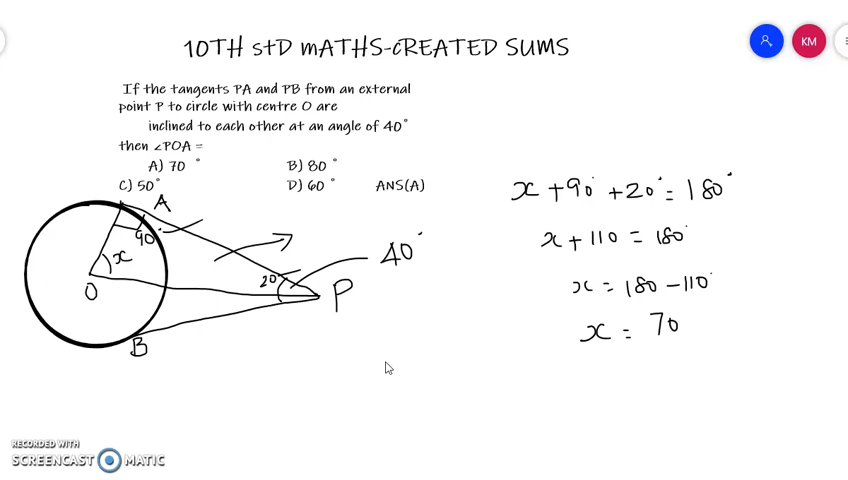 10TH StD MATHS-CREATED SUMS
KM
If the tangents PA and PB from an external
point P to circle with centre O are
inclined to each other at an angle of 40°
then ∠POA =
A) 70 °
B) 80 °
C) 50 °
D) 60 °
ANS(A)
A
90°
x
O
B
20°
P
40°
x + 90° + 20° = 180°
x + 110 = 180°
x = 180 - 110°
x = 70
RECORDED WITH
SCREENCAST MATIC